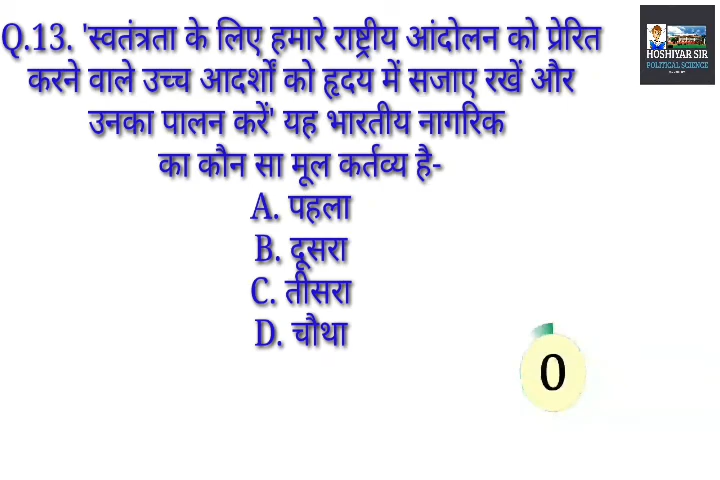 Q.13. 'स्वतंत्रता के लिए हमारे राष्ट्रीय आंदोलन को प्रेरित
करने वाले उच्च आदर्शों को हृदय में सजाए रखें और
उनका पालन करें' यह भारतीय नागरिक
का कौन सा मूल कर्तव्य है-
A. पहला
B. दूसरा
C. तीसरा
D. चौथा
0
HOSHIYAR SIR
POLITICAL SCIENCE